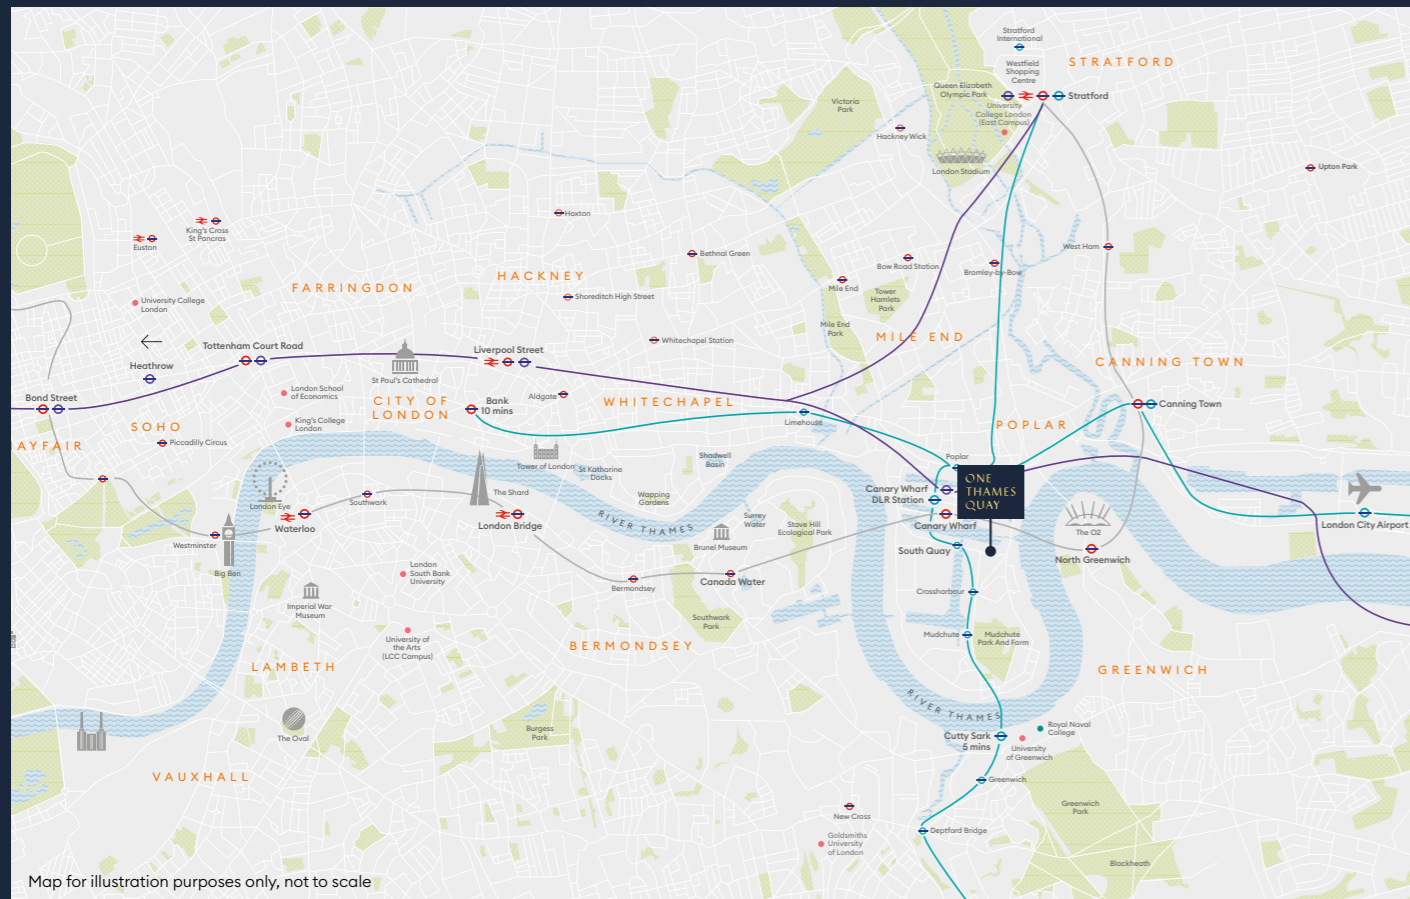 Stratford
International
STRATFORD
Westfield
Shopping
Centre
Queen Elizabeth
Olympic Park
Stratford
University
College London
(East Campus)
Victoria
Park
Hackney Wick
London Stadium
Upton Park
Hoxton
King's Cross
St Pancras
Euston
Bethnal Green
West Ham
Bow Road Station
Bromley-by-Bow
HACKNEY
FARRINGDON
Mile End
Tower
Hamlets
Park
Shoreditch High Street
University College
London
Mile End
Park
MILE END
Whitechapel Station
Tottenham Court Road
Liverpool Street
Heathrow
St Paul's Cathedral
CANNING TOWN
London School
of Economics
Bond Street
CITY OF
LONDON
Bank
10 mins
Aldgate
WHITECHAPEL
Limehouse
Canning Town
King's College
London
SOHO
POPLAR
AYFAIR
Piccadilly Circus
Tower of London
St Katharine
Docks
Shadwell
Basin
Poplar
London Eye
Southwark
The Shard
Wapping
Gardens
Canary Wharf
DLR Station
ONE
THAMES
QUAY
Waterloo
London Bridge
RIVER THAMES
Surrey
Water
Stave Hill
Ecological Park
Canary Wharf
The O2
London City Airport
Westminster
Brunel Museum
South Quay
North Greenwich
Big Ben
London
South Bank
University
Bermondsey
Canada Water
Crossharbour
Imperial War
Museum
Southwark
Park
University of
the Arts
(LCC Campus)
Mudchute
Mudchute
Park And Farm
BERMONDSEY
LAMBETH
GREENWICH
RIVER THAMES
The Oval
Burgess
Park
Cutty Sark
5 mins
Royal Naval
College
University
of Greenwich
VAUXHALL
Greenwich
New Cross
Greenwich
Park
Deptford Bridge
Goldsmiths
University
of London
Blackheath
Map for illustration purposes only, not to scale